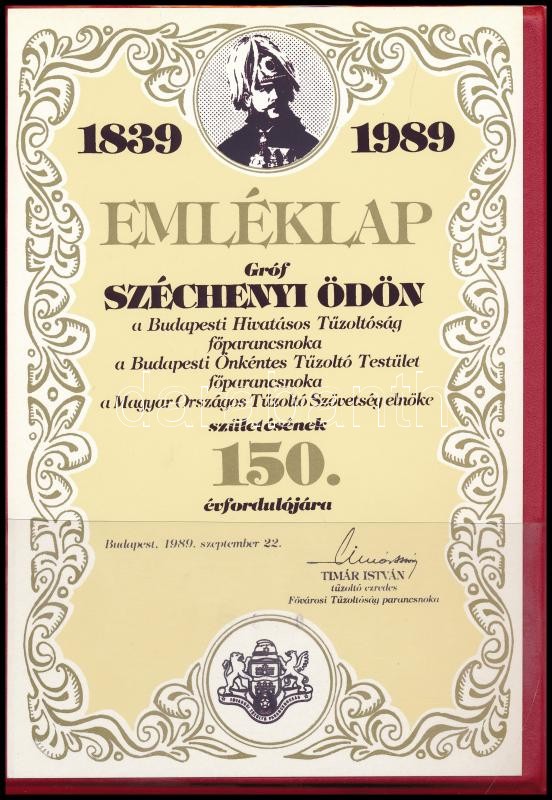 1839 1989
EMLÉKLAP
Gróf
SZÉCHENYI ÖDÖN
a Budapesti Hivatásos Tűzoltóság
főparancsnoka
a Budapesti Önkéntes Tűzoltó Testület
főparancsnoka
a Magyar Országos Tűzoltó Szövetség elnöke
születésének
150.
évfordulójára
Budapest, 1989. szeptember 22.
TIMÁR ISTVÁN
tűzoltó ezredes
Fővárosi Tűzoltóság parancsnoka